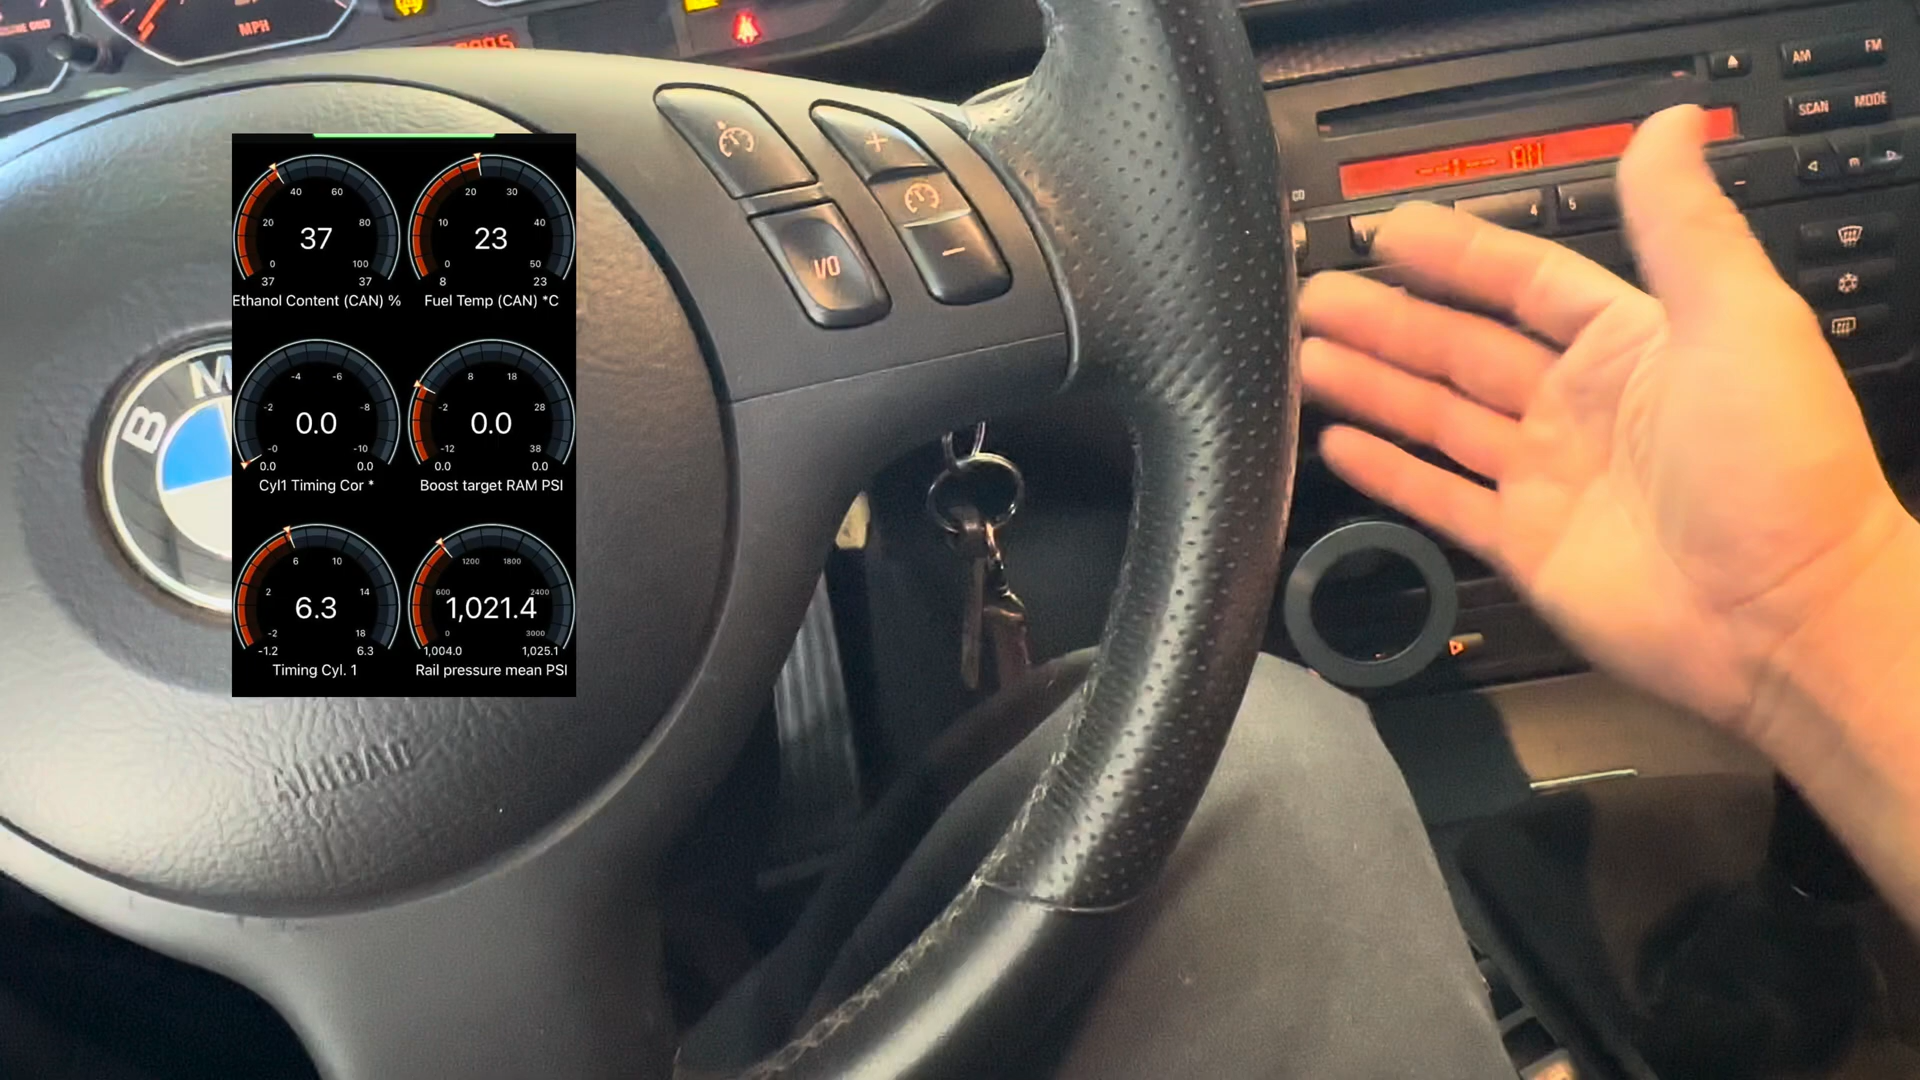 MPH
AM
FM
SCAN
MODE
CD
4
5
m
I/O
+
-
BM
AIRBAG
40 60
20 80
37
0 100
37 37
Ethanol Content (CAN) %
20 30
10 40
23
0 50
8 23
Fuel Temp (CAN) *C
-4 -6
-2 -8
0.0
-0 -10
0.0 0.0
Cyl1 Timing Cor *
8 18
-2 28
0.0
-12 38
0.0 0.0
Boost target RAM PSI
6 10
2 14
6.3
-2 18
-1.2 6.3
Timing Cyl. 1
1200 1800
600 2400
1,021.4
0 3000
1,004.0 1,025.1
Rail pressure mean PSI